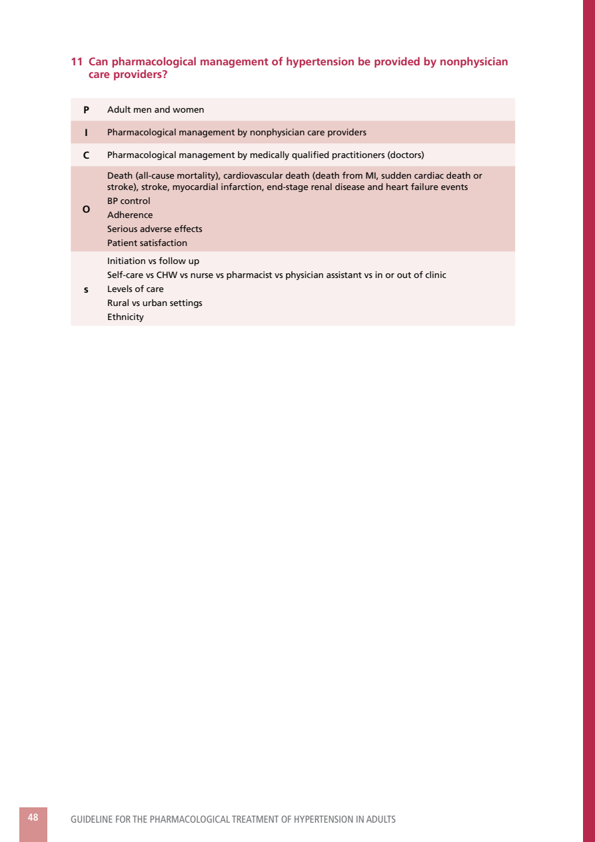 11 Can pharmacological management of hypertension be provided by nonphysician
care providers?
P Adult men and women
I Pharmacological management by nonphysician care providers
C Pharmacological management by medically qualified practitioners (doctors)
O Death (all-cause mortality), cardiovascular death (death from MI, sudden cardiac death or
stroke), stroke, myocardial infarction, end-stage renal disease and heart failure events
BP control
Adherence
Serious adverse effects
Patient satisfaction
s Initiation vs follow up
Self-care vs CHW vs nurse vs pharmacist vs physician assistant vs in or out of clinic
Levels of care
Rural vs urban settings
Ethnicity
48 GUIDELINE FOR THE PHARMACOLOGICAL TREATMENT OF HYPERTENSION IN ADULTS